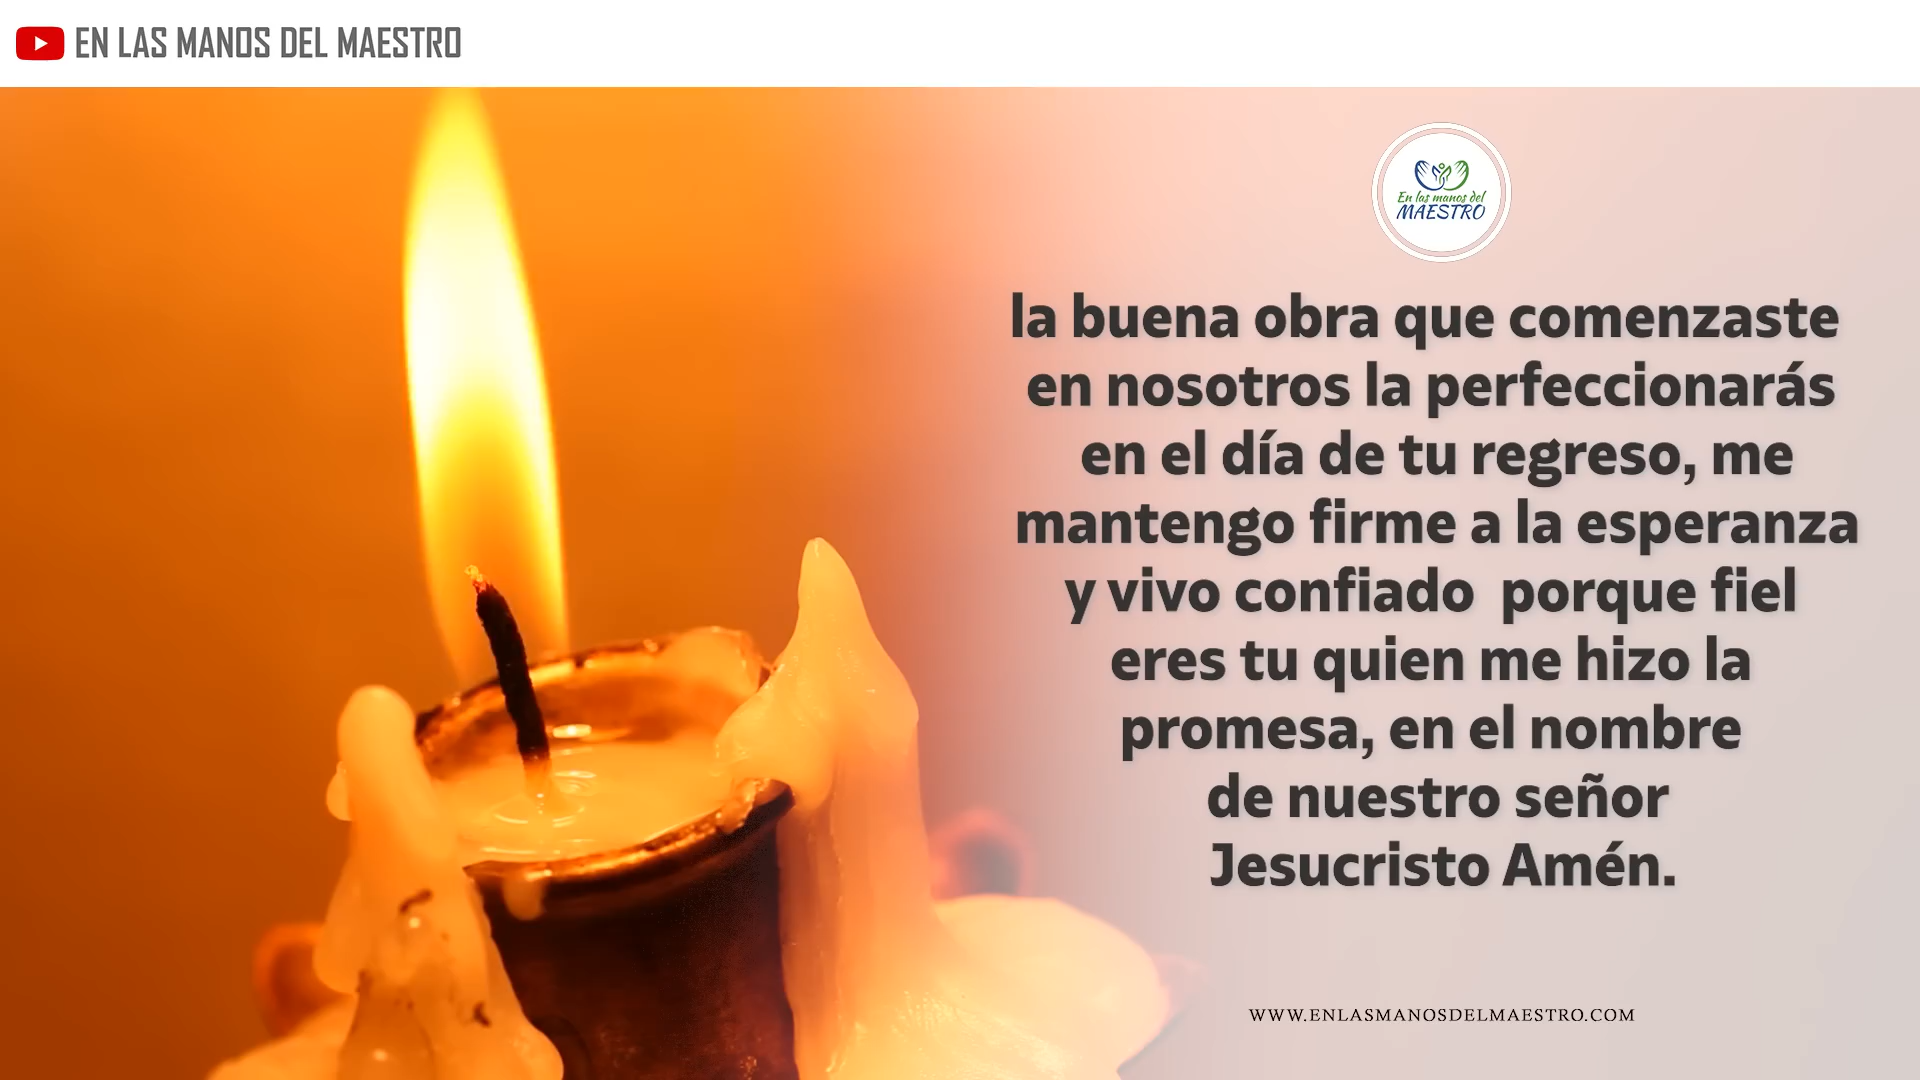 EN LAS MANOS DEL MAESTRO
En las manos del
MAESTRO
la buena obra que comenzaste
en nosotros la perfeccionarás
en el día de tu regreso, me
mantengo firme a la esperanza
y vivo confiado  porque fiel
eres tu quien me hizo la
promesa, en el nombre
de nuestro señor
Jesucristo Amén.
WWW.ENLASMANOSDELMAESTRO.COM